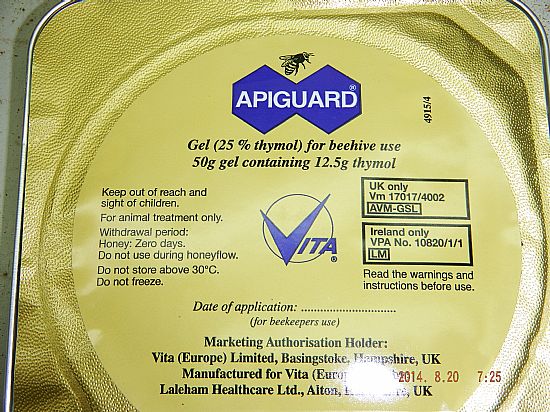 APIGUARD®
4915/4
Gel (25 % thymol) for beehive use
50g gel containing 12.5g thymol
Keep out of reach and
sight of children.
For animal treatment only.
Withdrawal period:
Honey: Zero days.
Do not use during honeyflow.
Do not store above 30°C.
Do not freeze.
VITA®
UK only
Vm 17017/4002
AVM-GSL
Ireland only
VPA No. 10820/1/1
LM
Read the warnings and
instructions before use.
Date of application: ..............................
(for beekeepers use)
Marketing Authorisation Holder:
Vita (Europe) Limited, Basingstoke, Hampshire, UK
Manufactured for Vita
Laleham Healthcare Ltd., Alton, UK
2014. 8.20 7:25